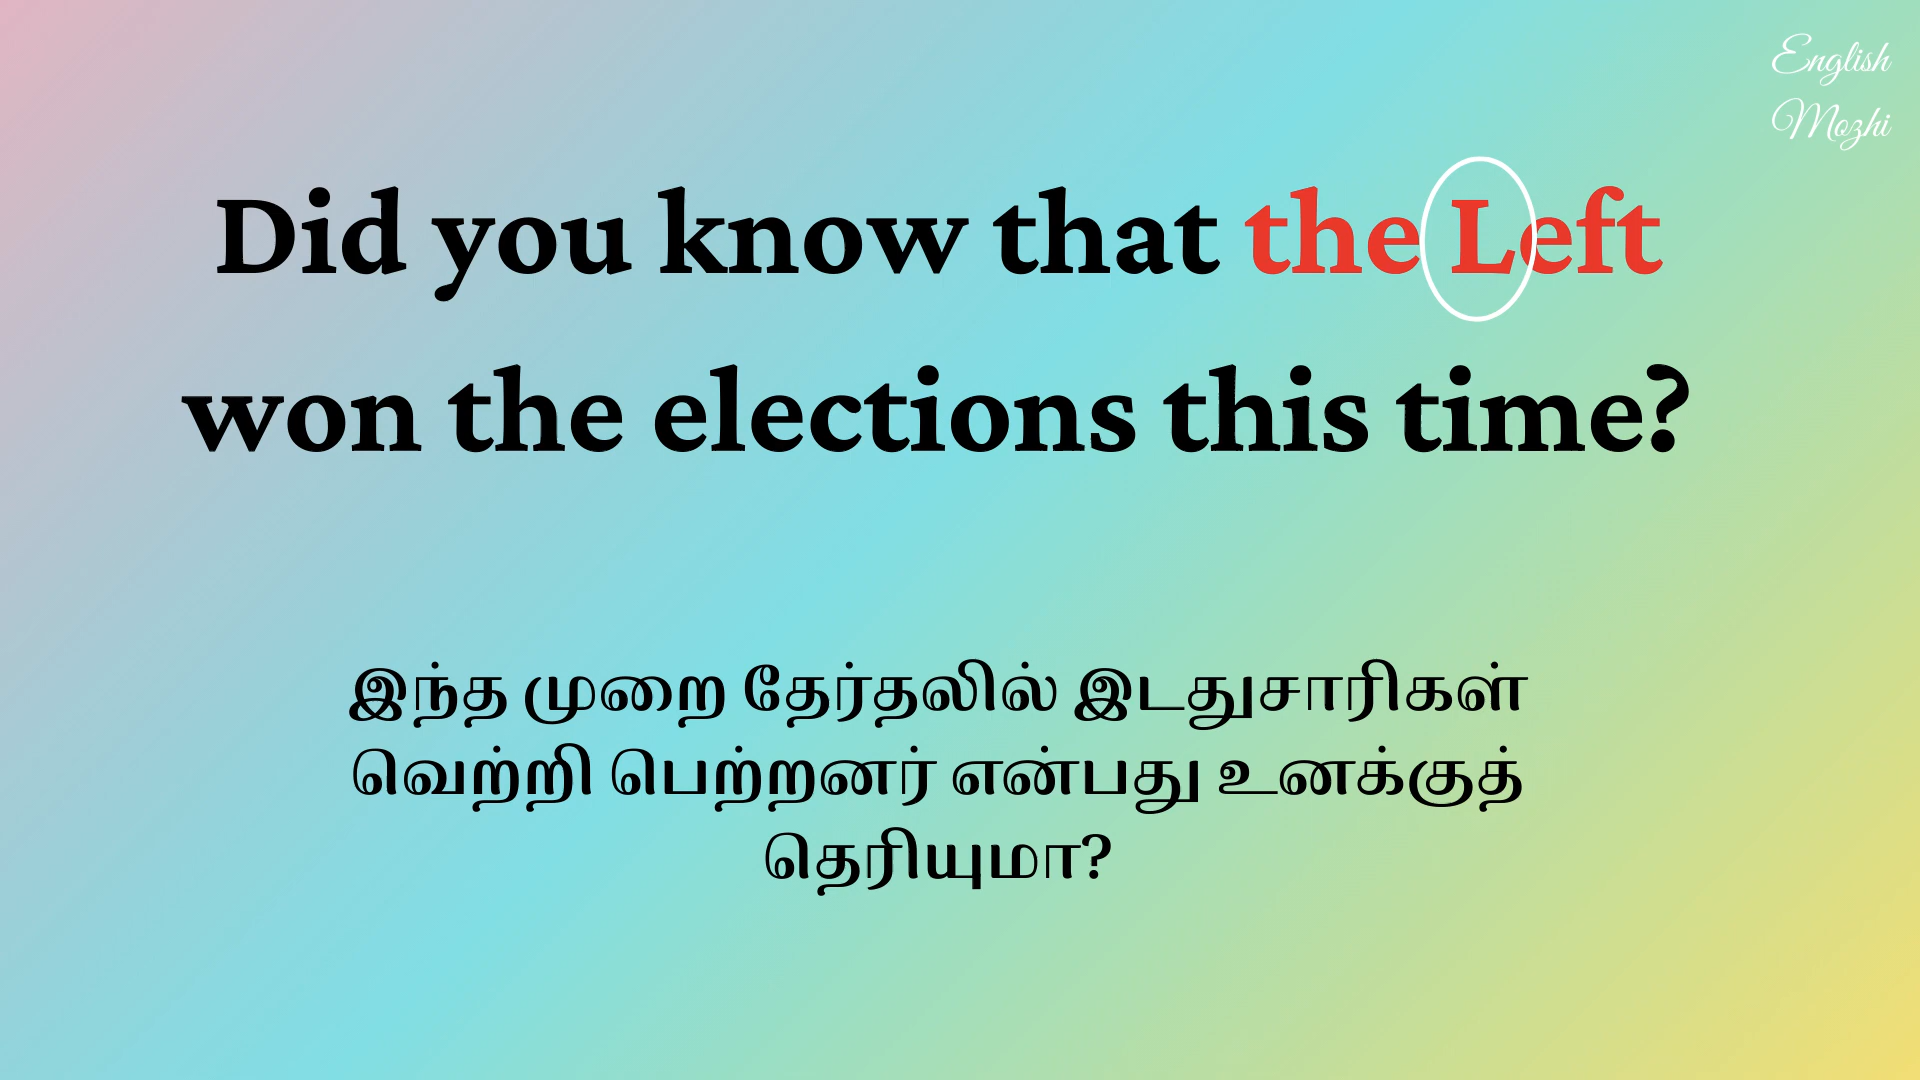 English
Mozhi
Did you know that the Left
won the elections this time?
இந்த முறை தேர்தலில் இடதுசாரிகள்
வெற்றி பெற்றனர் என்பது உனக்குத்
தெரியுமா?